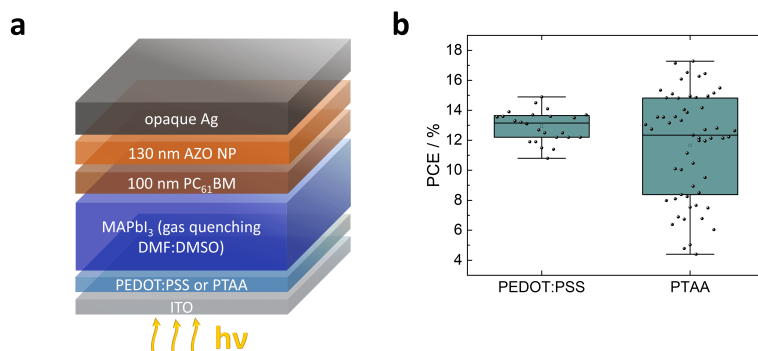 a
opaque Ag
130 nm AZO NP
100 nm PC₆₁BM
MAPbI₃ (gas quenching
DMF:DMSO)
PEDOT:PSS or PTAA
ITO
hν
b
PCE / %
18
16
14
12
10
8
6
4
PEDOT:PSS
PTAA